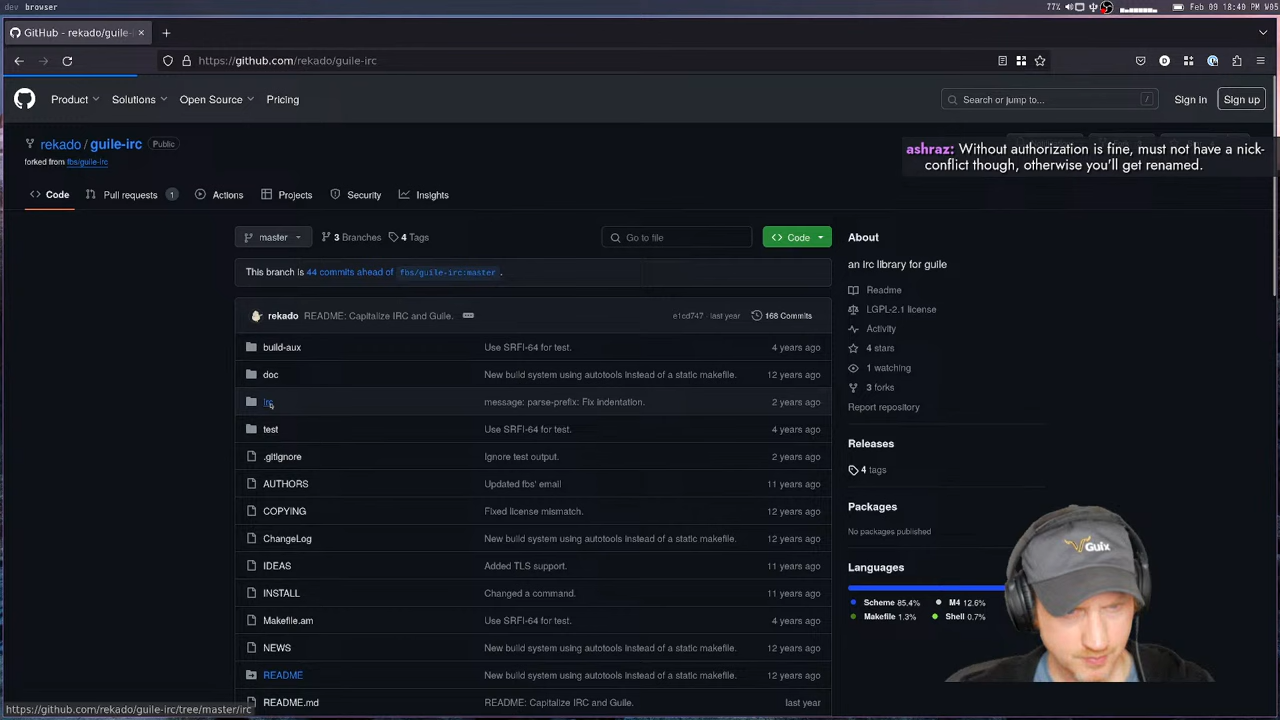 dev browser
77% Feb 09 18:40 W05
GitHub - rekado/guile-
https://github.com/rekado/guile-irc
Product Solutions Open Source Pricing
Search or jump to... /
Sign in Sign up
rekado / guile-irc Public
forked from fbs/guile-irc
ashraz: Without authorization is fine, must not have a nick-
conflict though, otherwise you'll get renamed.
Code Pull requests 1 Actions Projects Security Insights
master 3 Branches 4 Tags
Go to file
Code
About
This branch is 44 commits ahead of fbs/guile-irc:master .
an irc library for guile
Readme
LGPL-2.1 license
Activity
4 stars
1 watching
3 forks
Report repository
rekado README: Capitalize IRC and Guile. e1cd747 · last year 168 Commits
build-aux Use SRFI-64 for test. 4 years ago
doc New build system using autotools instead of a static makefile. 12 years ago
irc message: parse-prefix: Fix indentation. 2 years ago
test Use SRFI-64 for test. 4 years ago
.gitignore Ignore test output. 2 years ago
AUTHORS Updated fbs' email 11 years ago
COPYING Fixed license mismatch. 12 years ago
ChangeLog New build system using autotools instead of a static makefile. 12 years ago
IDEAS Added TLS support. 11 years ago
INSTALL Changed a command. 11 years ago
Makefile.am Use SRFI-64 for test. 4 years ago
NEWS New build system using autotools instead of a static makefile. 12 years ago
README New build system using autotools instead of a static makefile. 12 years ago
README.md README: Capitalize IRC and Guile. last year
Releases
4 tags
Packages
No packages published
Languages
Scheme 85.4% M4 12.6%
Makefile 1.3% Shell 0.7%
Guix
https://github.com/rekado/guile-irc/tree/master/irc